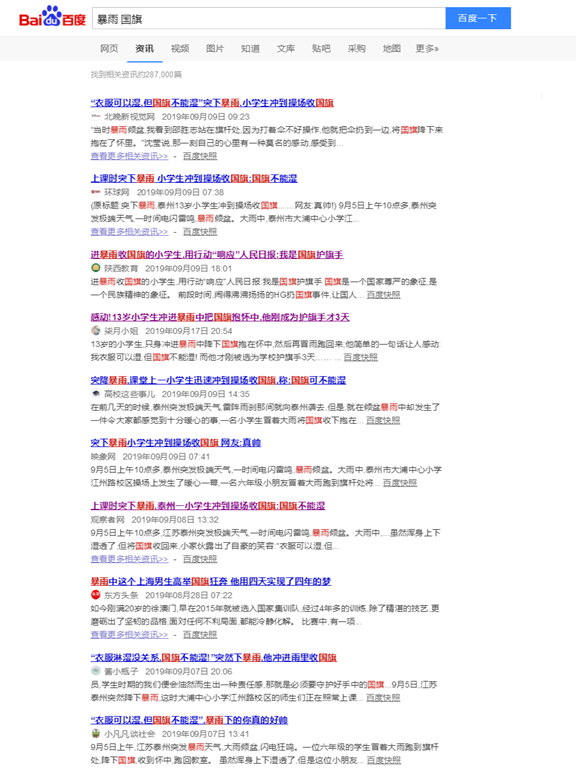 Bai du 百度
暴雨 国旗
百度一下
网页 资讯 视频 图片 知道 文库 贴吧 采购 地图 更多»
找到相关资讯约287,000篇
“衣服可以湿,但国旗不能湿”突下暴雨,小学生冲到操场收国旗
北晚新视觉网 2019年09月09日 09:23
“当时暴雨倾盆,我看到邵胜志站在旗杆处,因为打着伞不好操作,他就把伞扔到一边,将国旗降下来
抱在了怀里。”沈莹说,那一刻自己的心里有一种莫名的感动,感受到...
查看更多相关资讯>> - 百度快照
上课时突下暴雨 小学生冲到操场收国旗:国旗不能湿
环球网 2019年09月09日 07:38
(原标题:突下暴雨,泰州13岁小学生冲到操场收国旗……网友:真帅!) 9月5日上午10点多,泰州突
发极端天气,一时间电闪雷鸣,暴雨倾盆。大雨中,泰州市大浦中心小学江...
查看更多相关资讯>> - 百度快照
进暴雨收国旗的小学生,用行动“响应”人民日报:我是国旗护旗手
陕西教育 2019年09月09日 18:01
进暴雨收国旗的小学生,用行动“响应”人民日报:我是国旗护旗手 国旗是一个国家尊严的象征,是
一个民族精神的象征。 前段时间,闹得沸沸扬扬的HG扔国旗事件,让国人... 百度快照
感动!13岁小学生冲进暴雨中把国旗抱怀中,他刚成为护旗手才3天
柒月小姐 2019年09月17日 20:54
13岁的小学生,只身冲进暴雨中降下国旗抱在怀中,然后再冒雨跑回来;他简单的一句话让人感动:
我衣服可以湿,但国旗不能湿! 而他才刚被选为学校护旗手3天…… ... 百度快照
突降暴雨,课堂上一小学生迅速冲到操场收国旗,称:国旗可不能湿
高校这些事儿 2019年09月09日 14:35
在前几天的时候,泰州突发极端天气,雷阵雨刹那间就向泰州袭去,但是,就在倾盆暴雨中却发生了
一件令大家都感觉到十分暖心的事,一名小学生冒着大雨将国旗收下抱在... 百度快照
突下暴雨小学生冲到操场收国旗 网友:真帅
映象网 2019年09月09日 07:41
9月5日上午10点多,泰州突发极端天气,一时间电闪雷鸣,暴雨倾盆。大雨中,泰州市大浦中心小学
江州路校区操场上发生了暖心一幕,一名六年级小朋友冒着大雨跑到旗杆处将... 百度快照
上课时突下暴雨,泰州一小学生冲到操场收国旗:国旗不能湿
观察者网 2019年09月08日 13:32
9月5日上午10点多,江苏泰州突发极端天气,一时间电闪雷鸣,暴雨倾盆。大雨中,...虽然浑身上下
湿透了,但将国旗收回来,小家伙露出了自豪的笑容:“衣服可以湿,但...
查看更多相关资讯>> - 百度快照
暴雨中这个上海男生高举国旗狂奔 他用四天实现了四年的梦
东方头条 2019年08月28日 07:22
如今刚满20岁的徐澳门,早在2015年就被选入国家集训队,经过4年多的训练,除了精湛的技艺,更
磨砺出了坚韧的品格,面对任何不利局面,都能冷静化解。 比赛中,有一项...
查看更多相关资讯>> - 百度快照
“衣服淋湿没关系,国旗不能湿!”突然下暴雨,他冲进雨里收国旗
酱小瓶子 2019年09月07日 20:06
员,学生时期的我们便会油然而生出一种责任感,那就是必须要守护好手中的国旗...9月5日,江苏
泰州突然降下暴雨,这时大浦中心小学江州路校区的师生们正在照常上课... 百度快照
“衣服可以湿,但国旗不能湿”,暴雨下的你真的好帅
小凡凡谈社会 2019年09月07日 13:41
9月5日上午,江苏泰州突发暴雨天气,大雨倾盆,闪电狂鸣。一位六年级的学生冒着大雨跑到旗杆
处,降下国旗,收到怀中,跑回教室。 虽然浑身上下湿透了,但是这位小朋友... 百度快照